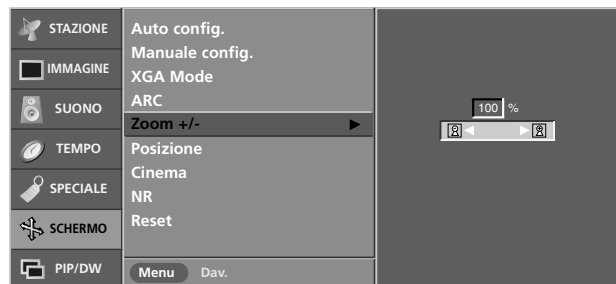 STAZIONE
IMMAGINE
SUONO
TEMPO
SPECIALE
SCHERMO
PIP/DW
Auto config.
Manuale config.
XGA Mode
ARC
Zoom +/-
Posizione
Cinema
NR
Reset
Menu Dav.
100 %